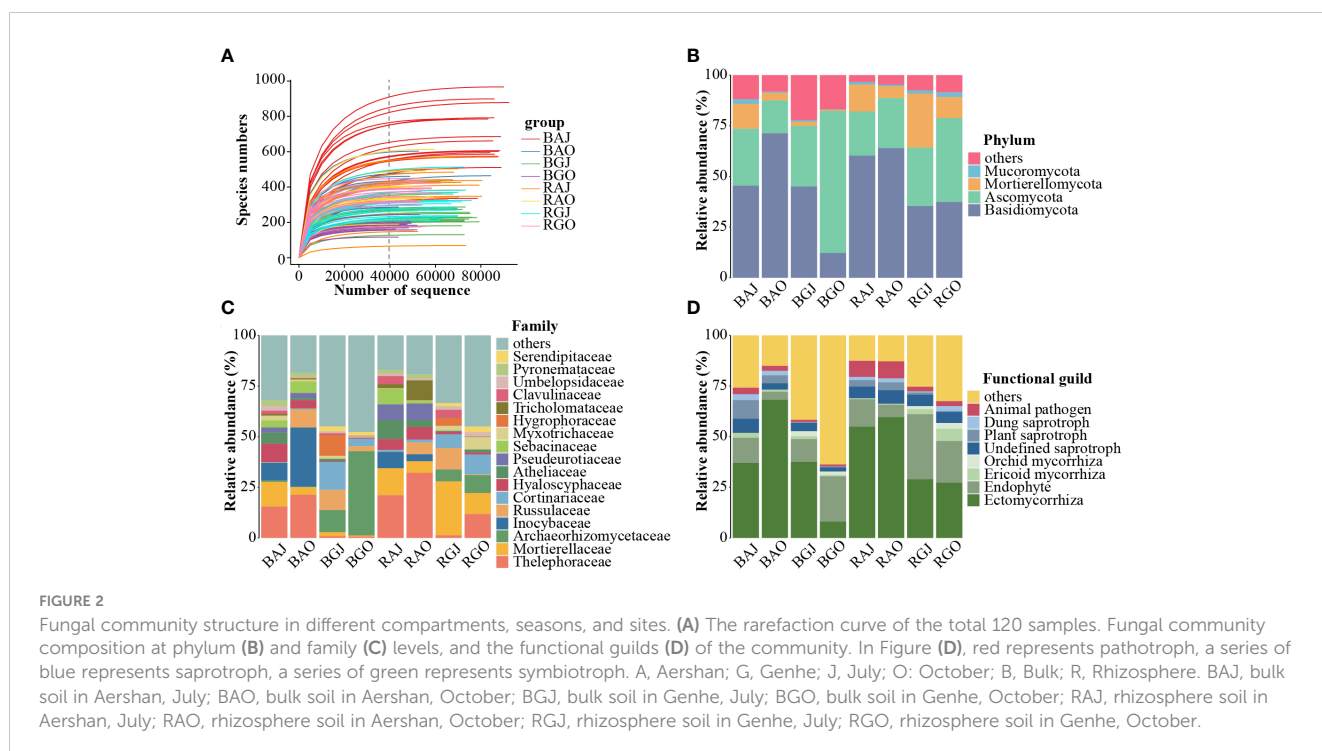 A
Species numbers
1000
800
600
400
200
0
0 20000 40000 60000 80000
Number of sequence
group
BAJ
BAO
BGJ
BGO
RAJ
RAO
RGJ
RGO
B
Relative abundance (%)
100
75
50
25
0
BAJ BAO BGJ BGO RAJ RAO RGJ RGO
Phylum
others
Mucoromycota
Mortierellomycota
Ascomycota
Basidiomycota
C
Relative abundance (%)
100
75
50
25
0
BAJ BAO BGJ BGO RAJ RAO RGJ RGO
Family
others
Serendipitaceae
Pyronemataceae
Umbelopsidaceae
Clavulinaceae
Tricholomataceae
Hygrophoraceae
Myxotrichaceae
Sebacinaceae
Pseudeurotiaceae
Atheliaceae
Hyaloscyphaceae
Cortinariaceae
Russulaceae
Inocybaceae
Archaeorhizomycetaceae
Mortierellaceae
Thelephoraceae
D
Relative abundance (%)
100
75
50
25
0
BAJ BAO BGJ BGO RAJ RAO RGJ RGO
Functional guild
others
Animal pathogen
Dung saprotroph
Plant saprotroph
Undefined saprotroph
Orchid mycorrhiza
Ericoid mycorrhiza
Endophyte
Ectomycorrhiza
FIGURE 2
Fungal community structure in different compartments, seasons, and sites. (A) The rarefaction curve of the total 120 samples. Fungal community
composition at phylum (B) and family (C) levels, and the functional guilds (D) of the community. In Figure (D), red represents pathotroph, a series of
blue represents saprotroph, a series of green represents symbiotroph. A, Aershan; G, Genhe; J, July; O: October; B, Bulk; R, Rhizosphere. BAJ, bulk
soil in Aershan, July; BAO, bulk soil in Aershan, October; BGJ, bulk soil in Genhe, July; BGO, bulk soil in Genhe, October; RAJ, rhizosphere soil in
Aershan, July; RAO, rhizosphere soil in Aershan, October; RGJ, rhizosphere soil in Genhe, July; RGO, rhizosphere soil in Genhe, October.